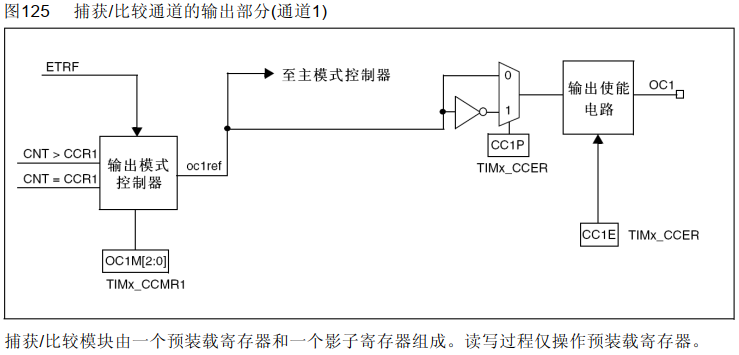 图125 捕获/比较通道的输出部分(通道1)
ETRF
至主模式控制器
0
输出使能
电路
OC1
1
CNT > CCR1
输出模式
控制器
oc1ref
CC1P
CNT = CCR1
TIMx_CCER
CC1E
TIMx_CCER
OC1M[2:0]
TIMx_CCMR1
捕获/比较模块由一个预装载寄存器和一个影子寄存器组成。读写过程仅操作预装载寄存器。